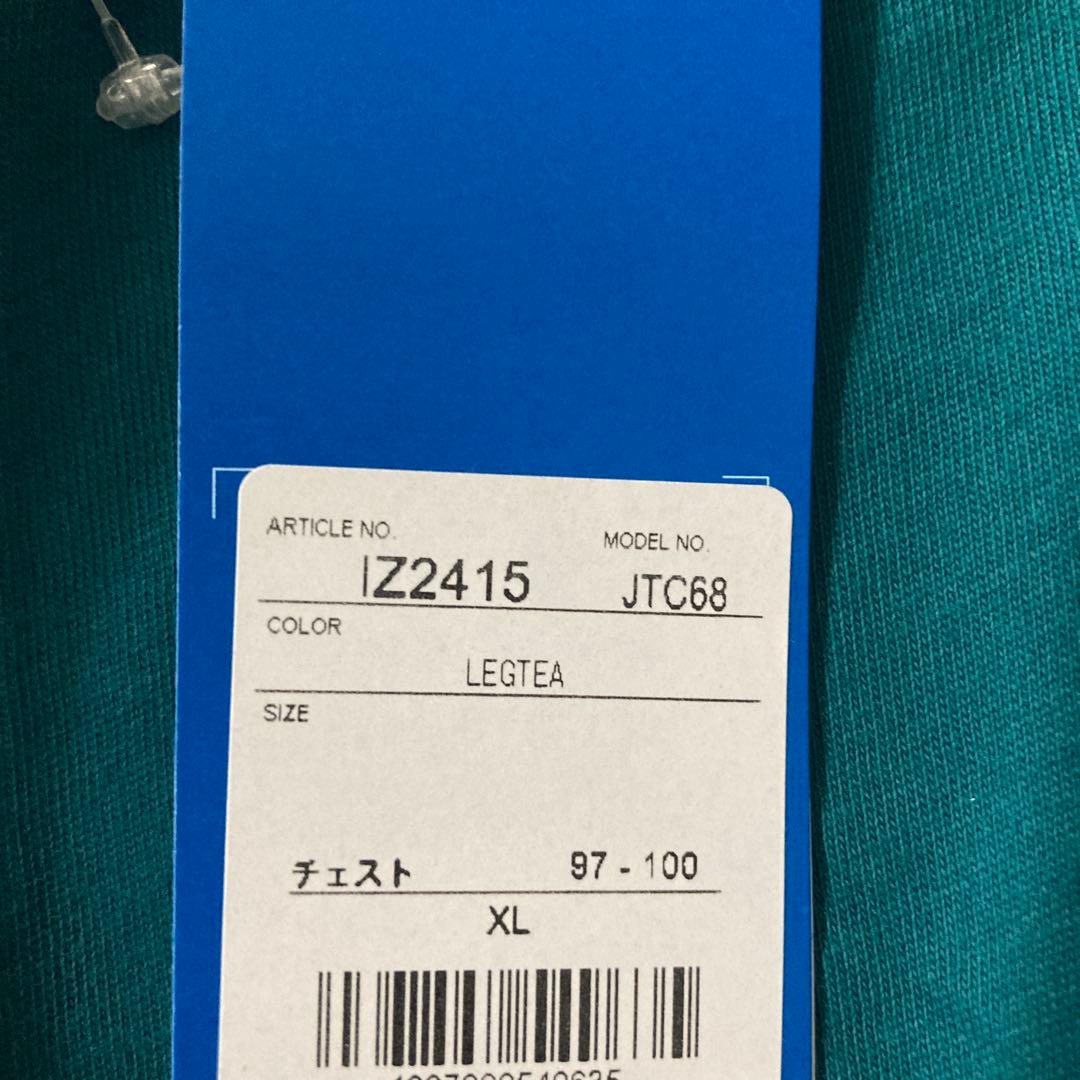 ARTICLE NO.
MODEL NO.
IZ2415
JTC68
COLOR
LEGTEA
SIZE
チェスト 97 - 100
XL